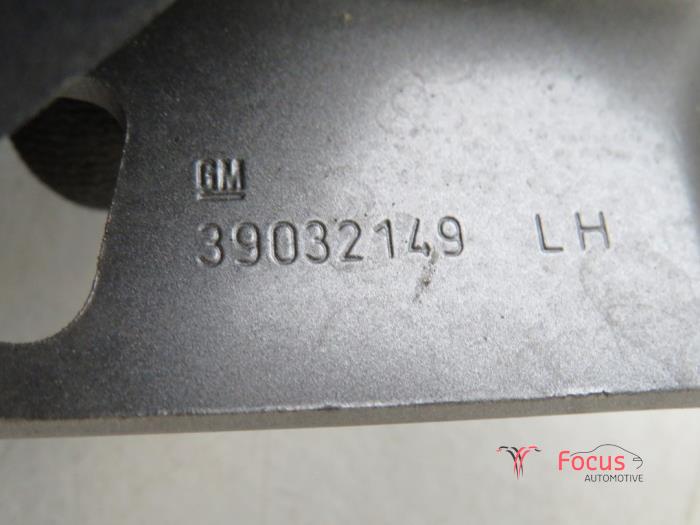 GM
39032149 LH
Focus
AUTOMOTIVE